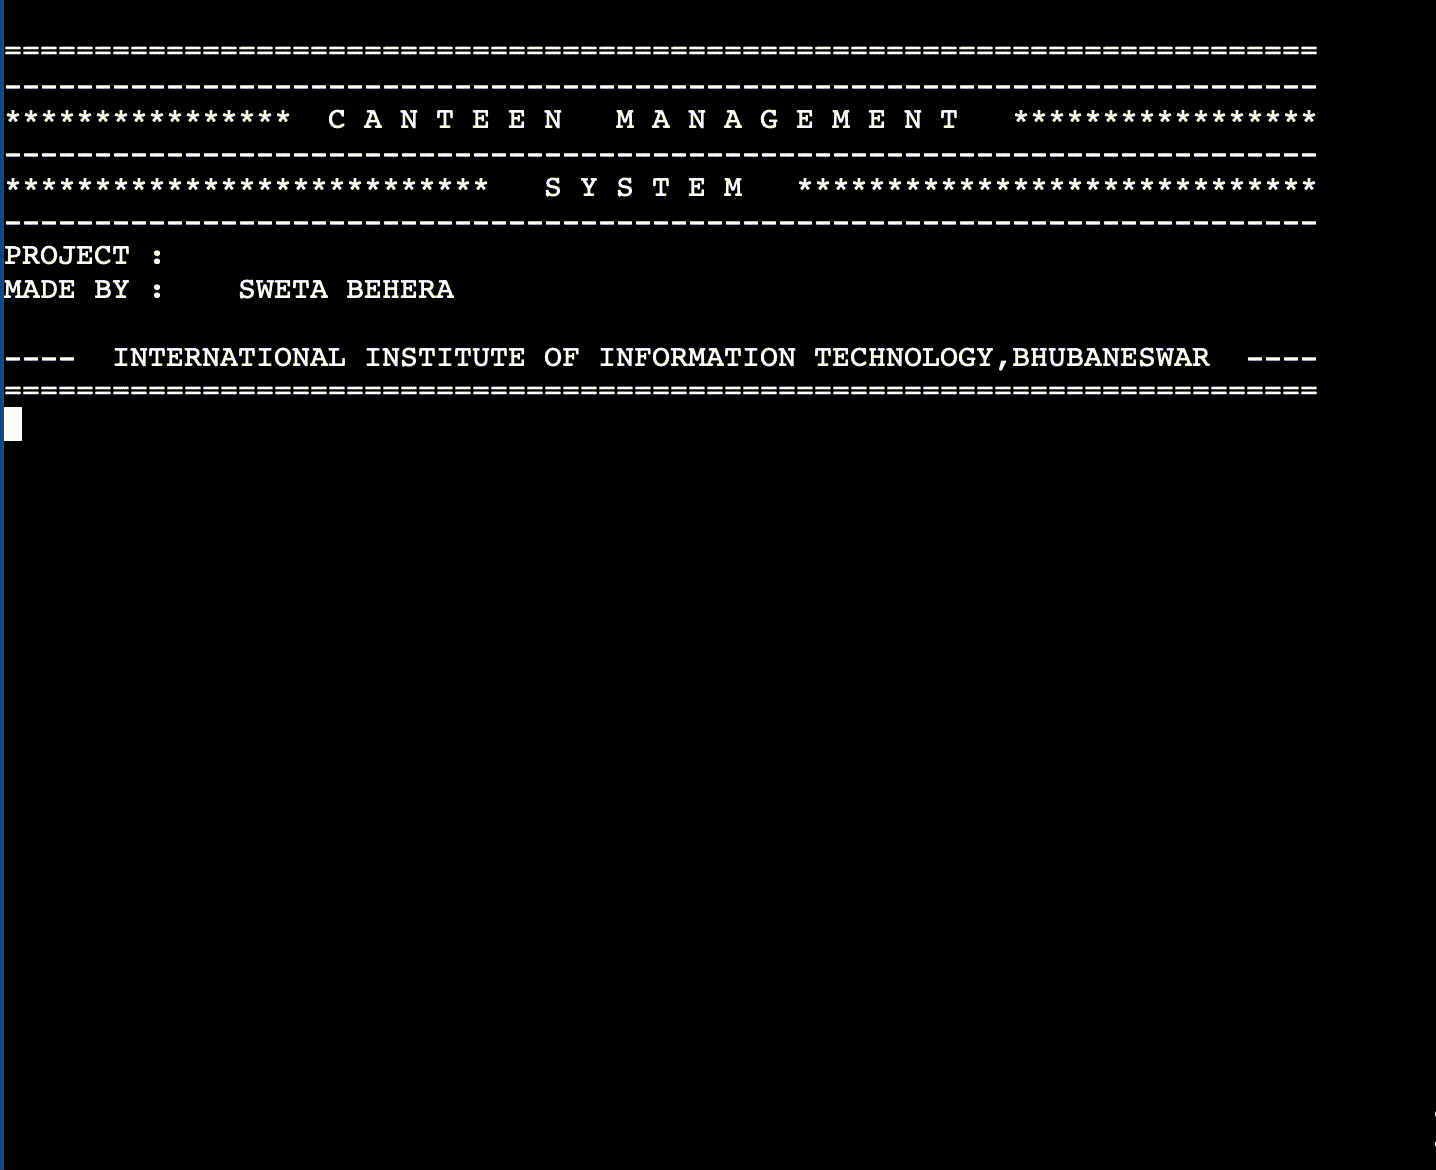 =========================================================================
-------------------------------------------------------------------------
**************** C A N T E E N  M A N A G E M E N T  *****************
-------------------------------------------------------------------------
***************************  S Y S T E M  *****************************
-------------------------------------------------------------------------
PROJECT :
MADE BY :    SWETA BEHERA
----  INTERNATIONAL INSTITUTE OF INFORMATION TECHNOLOGY,BHUBANESWAR  ----
=========================================================================